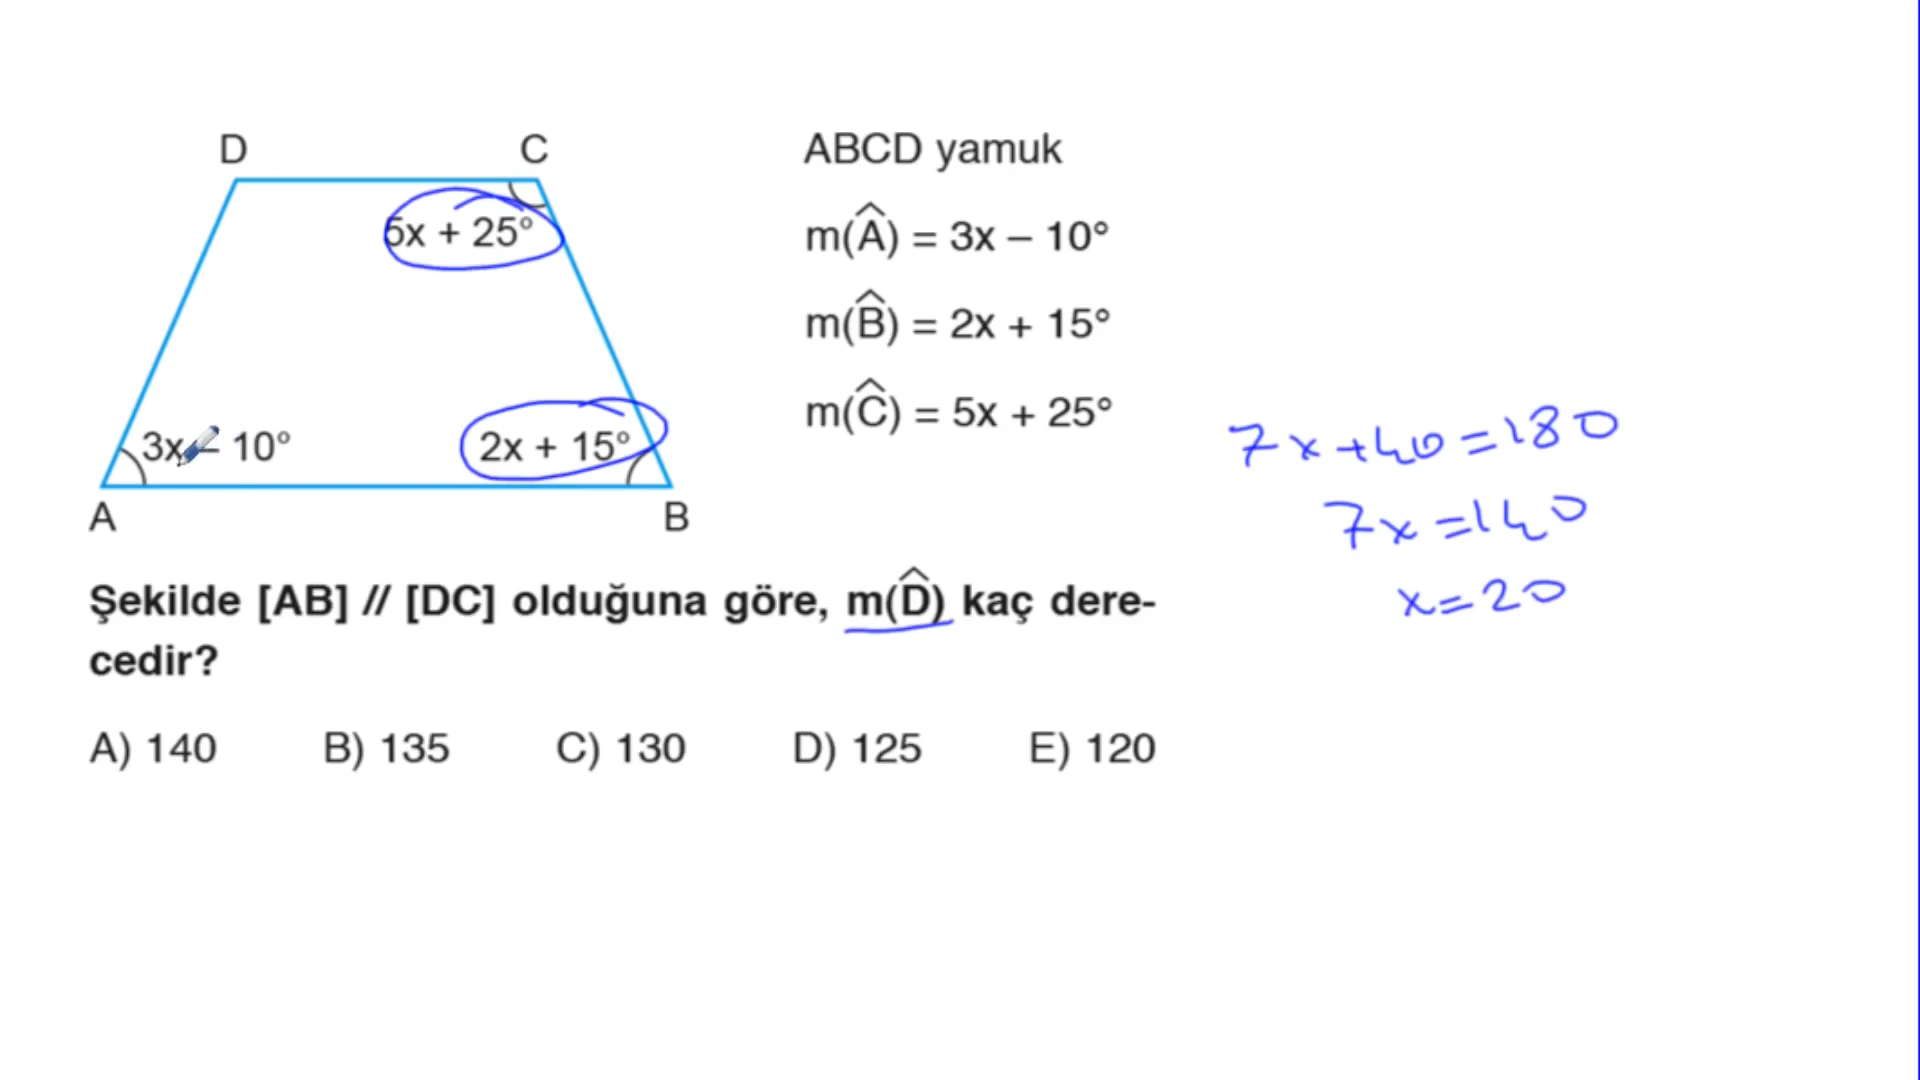 D C
5x + 25°
3x – 10° 2x + 15°
A B
ABCD yamuk
m(Â) = 3x – 10°
m(B̂) = 2x + 15°
m(Ĉ) = 5x + 25°
7x+40=180
7x=140
x=20
Şekilde [AB] // [DC] olduğuna göre, m(D̂) kaç dere-
cedir?
A) 140 B) 135 C) 130 D) 125 E) 120